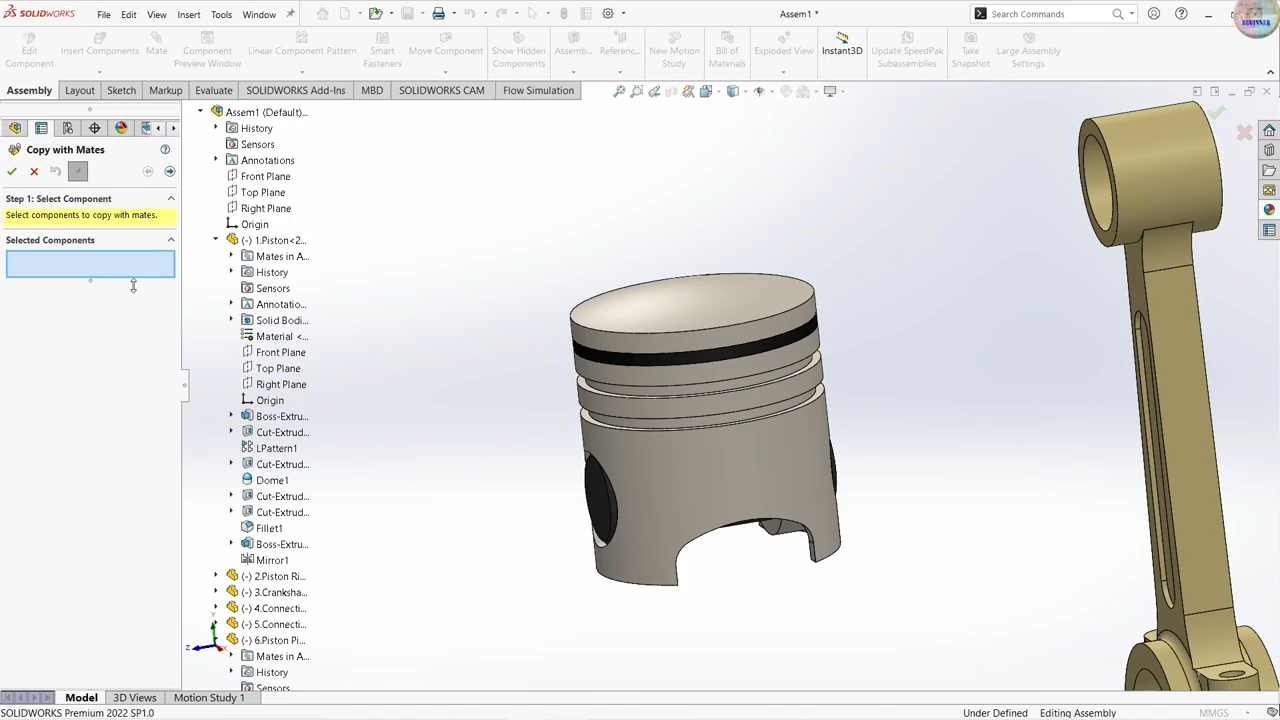 SOLIDWORKS
File Edit View Insert Tools Window
Assem1 *
Search Commands
BEGINNER
Edit Component
Insert Components
Mate
Component Preview Window
Linear Component Pattern
Smart Fasteners
Move Component
Show Hidden Components
Assemb...
Referenc...
New Motion Study
Bill of Materials
Exploded View
Instant3D
Update SpeedPak Subassemblies
Take Snapshot
Large Assembly Settings
Assembly Layout Sketch Markup Evaluate SOLIDWORKS Add-Ins MBD SOLIDWORKS CAM Flow Simulation
Copy with Mates
Step 1: Select Component
Select components to copy with mates.
Selected Components
Assem1 (Default)...
History
Sensors
Annotations
Front Plane
Top Plane
Right Plane
Origin
(-) 1.Piston<2...
Mates in A...
History
Sensors
Annotatio...
Solid Bodi...
Material <...
Front Plane
Top Plane
Right Plane
Origin
Boss-Extru...
Cut-Extrud...
LPattern1
Cut-Extrud...
Dome1
Cut-Extrud...
Cut-Extrud...
Fillet1
Boss-Extru...
Mirror1
(-) 2.Piston Ri...
(-) 3.Cranksha...
(-) 4.Connecti...
(-) 5.Connecti...
(-) 6.Piston Pi...
Mates in A...
History
Sensors
Y
Z
Model 3D Views Motion Study 1
SOLIDWORKS Premium 2022 SP1.0
Under Defined Editing Assembly MMGS